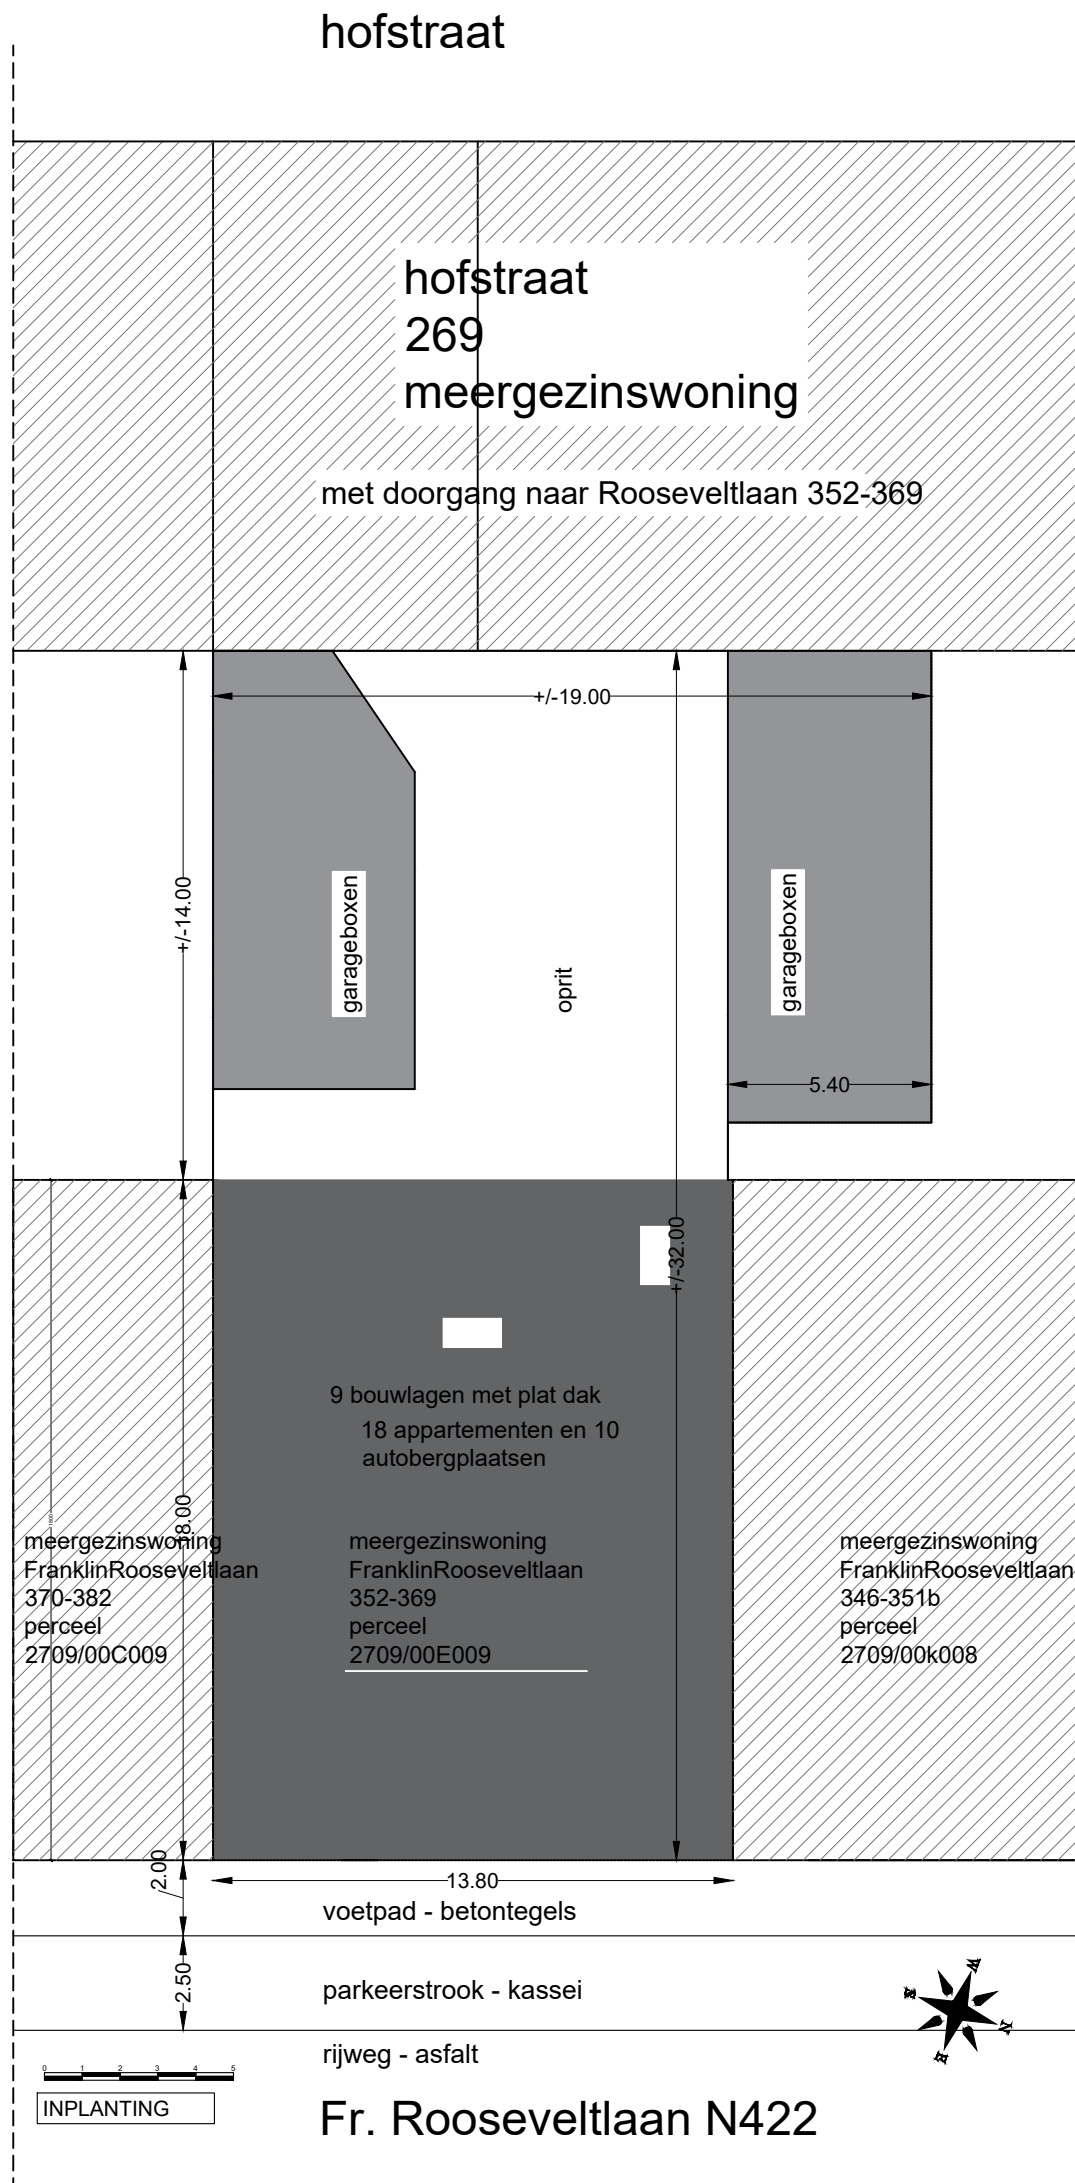 hofstraat
hofstraat
269
meergezinswoning
met doorgang naar Rooseveltlaan 352-369
+/-19.00
+/-14.00
garageboxen
oprit
garageboxen
5.40
+/-32.00
9 bouwlagen met plat dak
18 appartementen en 10
autobergplaatsen
18.00
meergezinswoning
FranklinRooseveltlaan
370-382
perceel
2709/00C009
meergezinswoning
FranklinRooseveltlaan
352-369
perceel
2709/00E009
meergezinswoning
FranklinRooseveltlaan
346-351b
perceel
2709/00k008
/2.00
13.80
voetpad - betontegels
2.50
parkeerstrook - kassei
W
N
rijweg - asfalt
0 1 2 3 4 5
INPLANTING
Fr. Rooseveltlaan N422